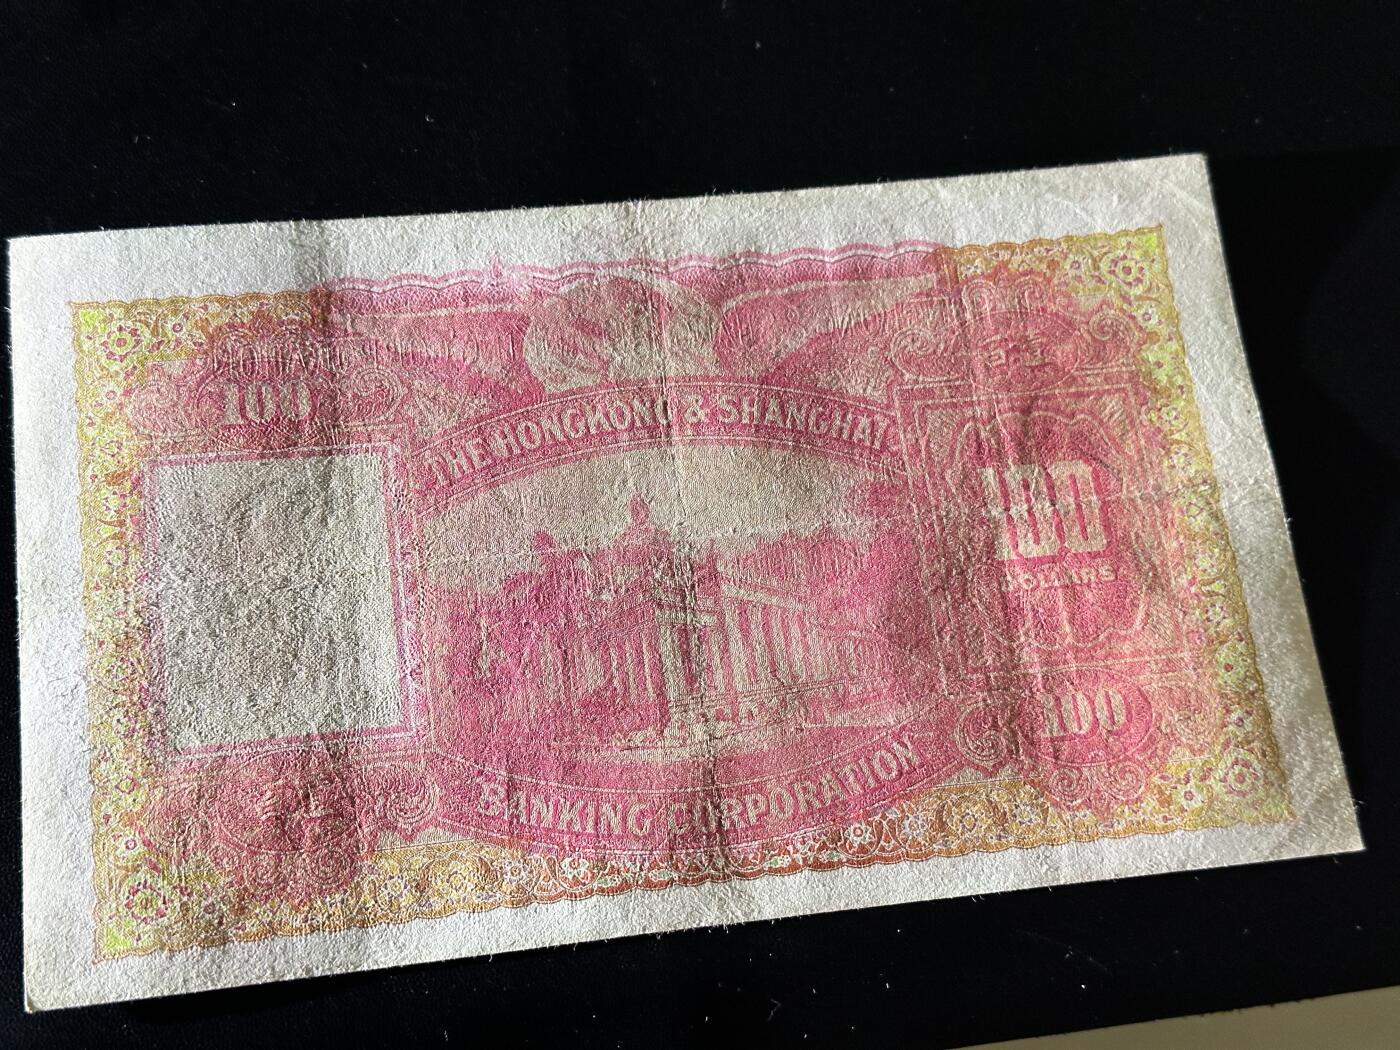 100
THE HONGKONG & SHANGHAI
100
DOLLARS
100
BANKING CORPORATION